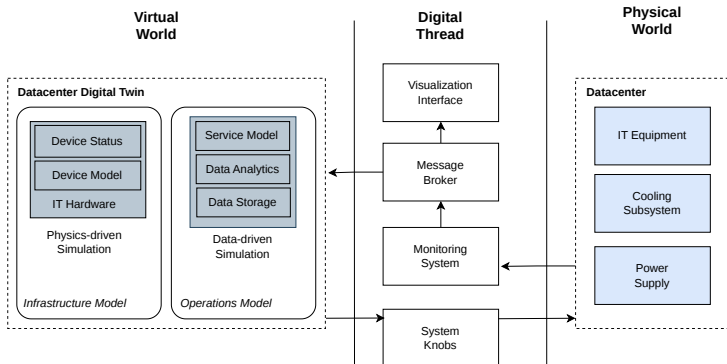 Virtual
World
Digital
Thread
Physical
World
Datacenter Digital Twin
Device Status
Device Model
IT Hardware
Physics-driven
Simulation
Infrastructure Model
Service Model
Data Analytics
Data Storage
Data-driven
Simulation
Operations Model
Visualization
Interface
Message
Broker
Monitoring
System
System
Knobs
Datacenter
IT Equipment
Cooling
Subsystem
Power
Supply